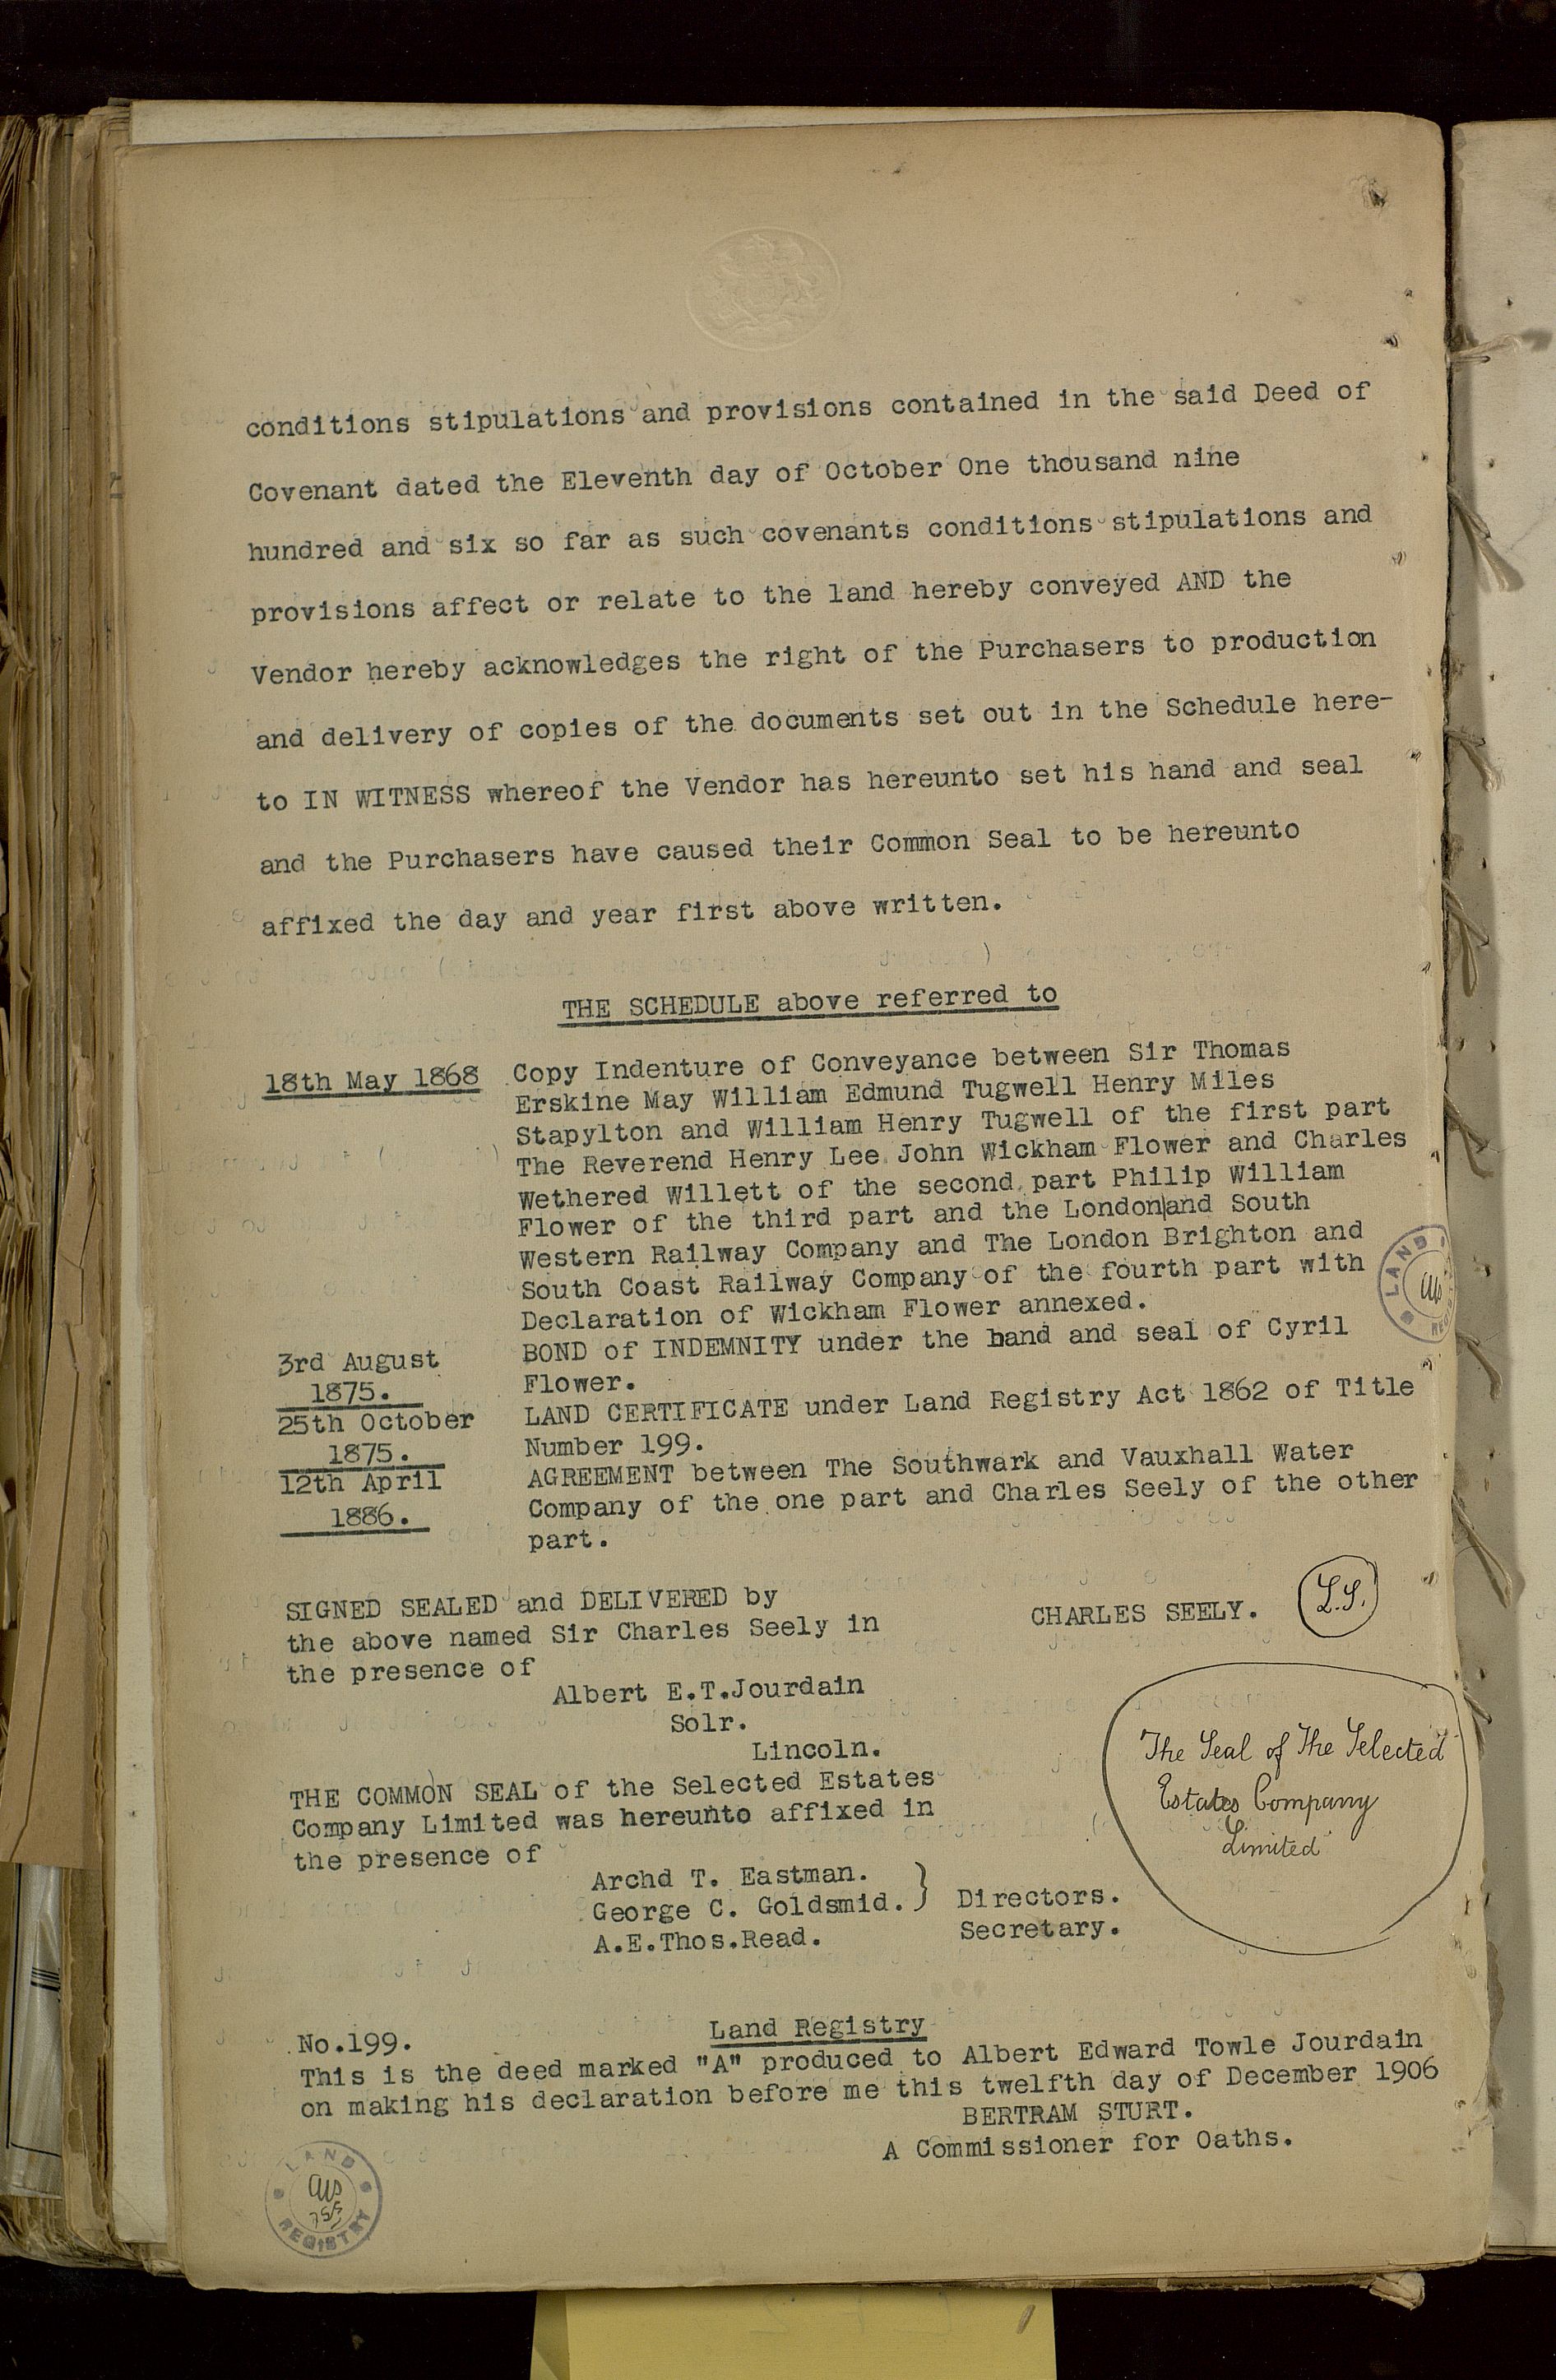 conditions stipulations and provisions contained in the said Deed of
Covenant dated the Eleventh day of October One thousand nine
hundred and six so far as such covenants conditions stipulations and
provisions affect or relate to the land hereby conveyed AND the
Vendor hereby acknowledges the right of the Purchasers to production
and delivery of copies of the documents set out in the Schedule here-
to IN WITNESS whereof the Vendor has hereunto set his hand and seal
and the Purchasers have caused their Common Seal to be hereunto
affixed the day and year first above written.
THE SCHEDULE above referred to
18th May 1868 Copy Indenture of Conveyance between Sir Thomas
Erskine May William Edmund Tugwell Henry Miles
Stapylton and William Henry Tugwell of the first part
The Reverend Henry Lee John Wickham Flower and Charles
Wethered Willett of the second part Philip William
Flower of the third part and the London and South
Western Railway Company and The London Brighton and
South Coast Railway Company of the fourth part with
Declaration of Wickham Flower annexed.
3rd August
1875.
BOND of INDEMNITY under the hand and seal of Cyril
Flower.
25th October
1875.
LAND CERTIFICATE under Land Registry Act 1862 of Title
Number 199.
12th April
1886.
AGREEMENT between The Southwark and Vauxhall Water
Company of the one part and Charles Seely of the other
part.
SIGNED SEALED and DELIVERED by
the above named Sir Charles Seely in
the presence of
CHARLES SEELY. L.S.
Albert E.T.Jourdain
Solr.
Lincoln.
THE COMMON SEAL of the Selected Estates
Company Limited was hereunto affixed in
the presence of
The Seal of The Selected
Estates Company
Limited
Archd T. Eastman.
George C. Goldsmid. } Directors.
A.E.Thos.Read. Secretary.
No.199. Land Registry
This is the deed marked "A" produced to Albert Edward Towle Jourdain
on making his declaration before me this twelfth day of December 1906
BERTRAM STURT.
A Commissioner for Oaths.
LAND
REGISTRY
LAND